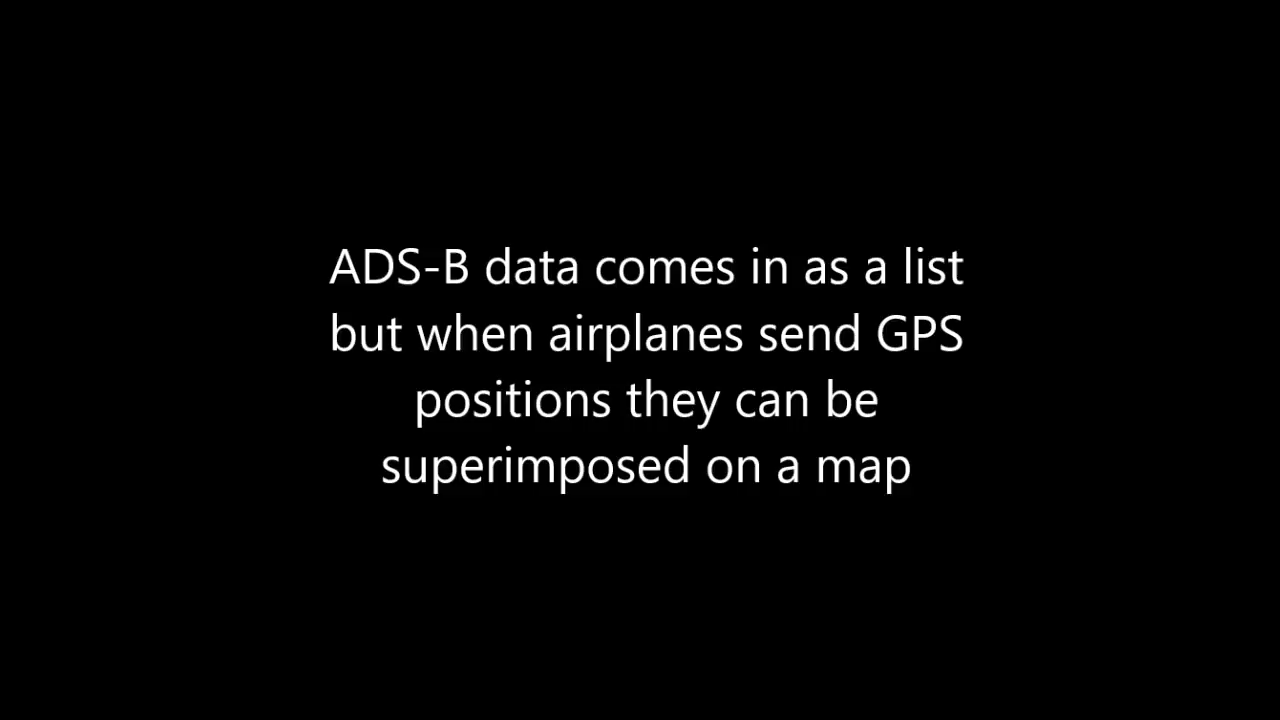 ADS-B data comes in as a list
but when airplanes send GPS
positions they can be
superimposed on a map